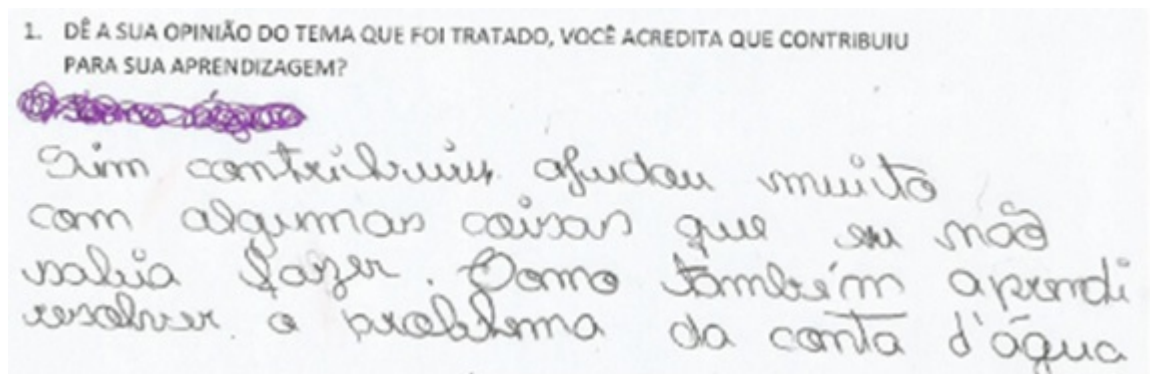 1. DÊ A SUA OPINIÃO DO TEMA QUE FOI TRATADO, VOCÊ ACREDITA QUE CONTRIBUIU
PARA SUA APRENDIZAGEM?
Sim contribuiu ajudou muito
com algumas coisas que eu não
sabia fazer. Como também aprendi
resolver o problema da conta d'água